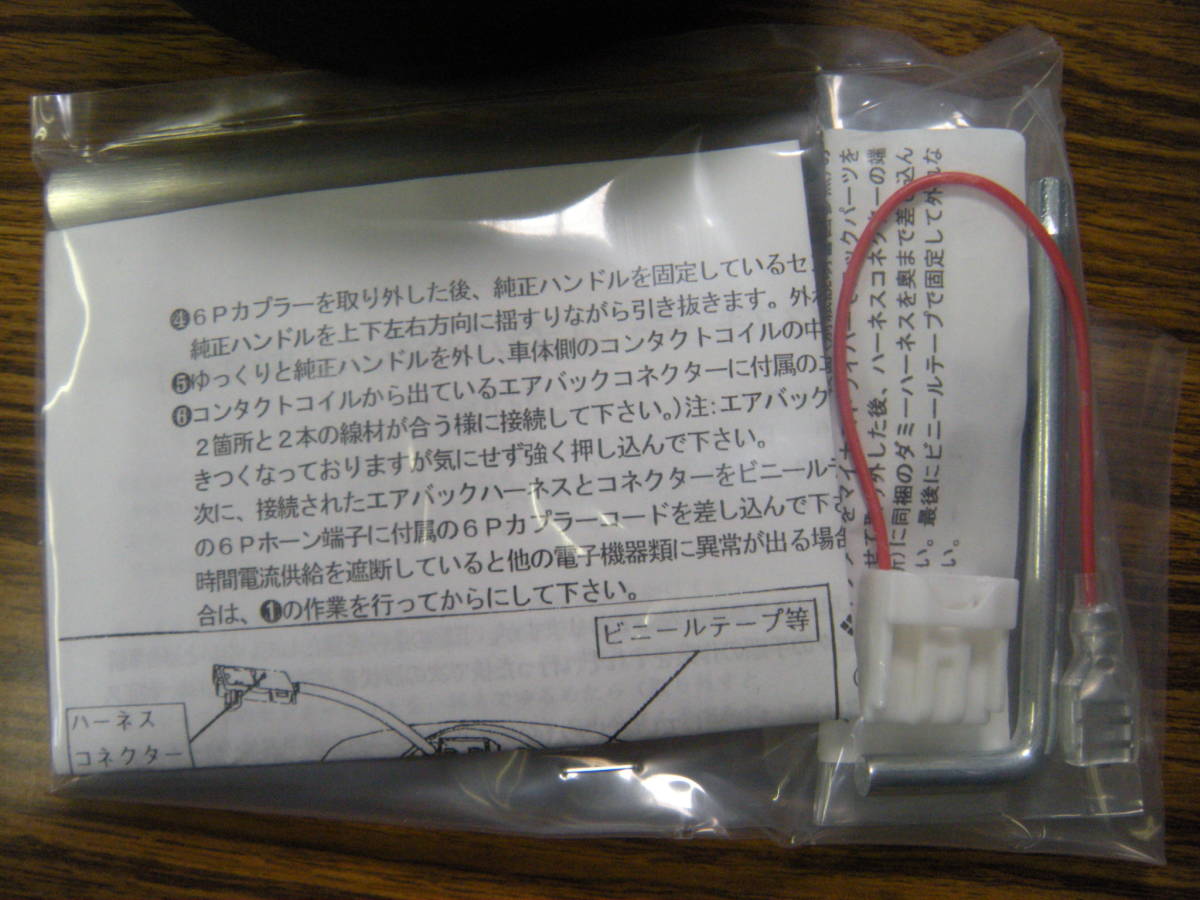 ❹6Pカプラーを取り外した後、純正ハンドルを固定しているセ
純正ハンドルを上下左右方向に揺すりながら引き抜きます。外
❺ゆっくりと純正ハンドルを外し、車体側のコンタクトコイルの中
❻コンタクトコイルから出ているエアバックコネクターに付属の
2箇所と2本の線材が合う様に接続して下さい。)注:エアバッグ
きつくなっておりますが気にせず強く押し込んで下さい。
次に、接続されたエアバックハーネスとコネクターをビニール
の6Pホーン端子に付属の6Pカプラーコードを差し込んで下さ
時間電流供給を遮断していると他の電子機器類に異常が出る場合
合は、❶の作業を行ってからにして下さい。
ビニールテープ等
ハーネス
コネクター
ックパーツを
外した後、ハーネスコネクターの端
に同梱のダミーハーネスを奥まで差し込ん
い。最後にビニールテープで固定して外れな
い。